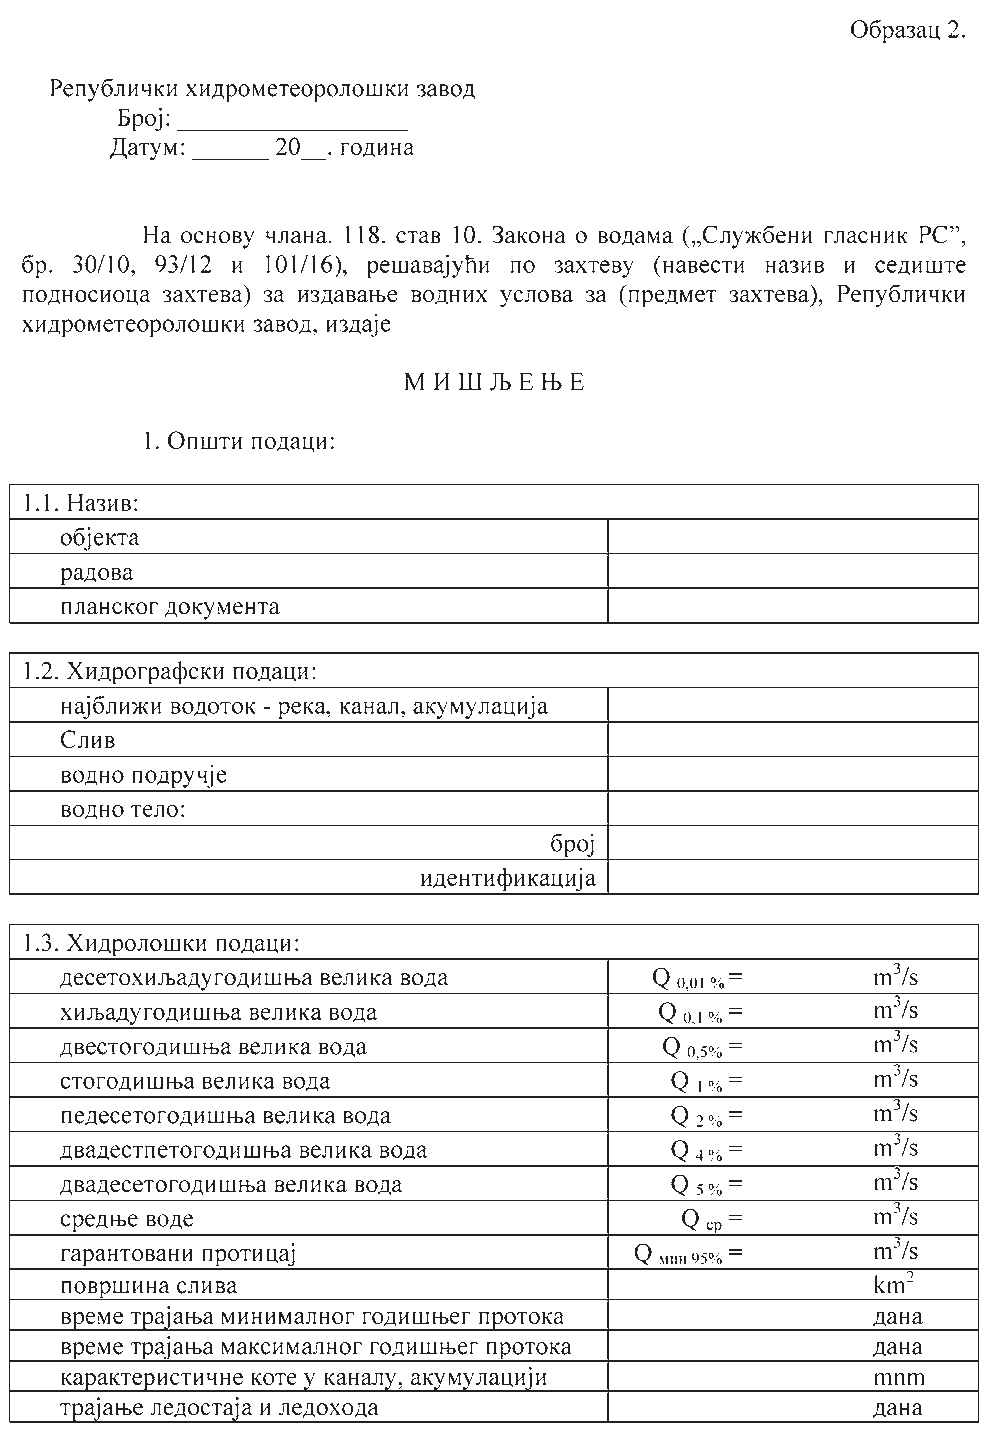 Образац 2.
Републички хидрометеоролошки завод
Број: __________________
Датум: ______ 20__. година
На основу члана. 118. став 10. Закона о водама („Службени гласник РС”,
бр. 30/10, 93/12 и 101/16), решавајући по захтеву (навести назив и седиште
подносиоца захтева) за издавање водних услова за (предмет захтева), Републички
хидрометеоролошки завод, издаје
М И Ш Љ Е Њ Е
1. Општи подаци:
1.1. Назив:
објекта
радова
планског документа
1.2. Хидрографски подаци:
најближи водоток - река, канал, акумулација
Слив
водно подручје
водно тело:
број
идентификација
1.3. Хидролошки подаци:
десетохиљадугодишња велика вода Q 0,01 % = m³/s
хиљадугодишња велика вода Q 0,1 % = m³/s
двестогодишња велика вода Q 0,5% = m³/s
стогодишња велика вода Q 1 % = m³/s
педесетогодишња велика вода Q 2 % = m³/s
двадестпетогодишња велика вода Q 4 % = m³/s
двадесетогодишња велика вода Q 5 % = m³/s
средње воде Q ср = m³/s
гарантовани протицај Q мин 95% = m³/s
површина слива km²
време трајања минималног годишњег протока дана
време трајања максималног годишњег протока дана
карактеристичне коте у каналу, акумулацији mnm
трајање ледостаја и ледохода дана